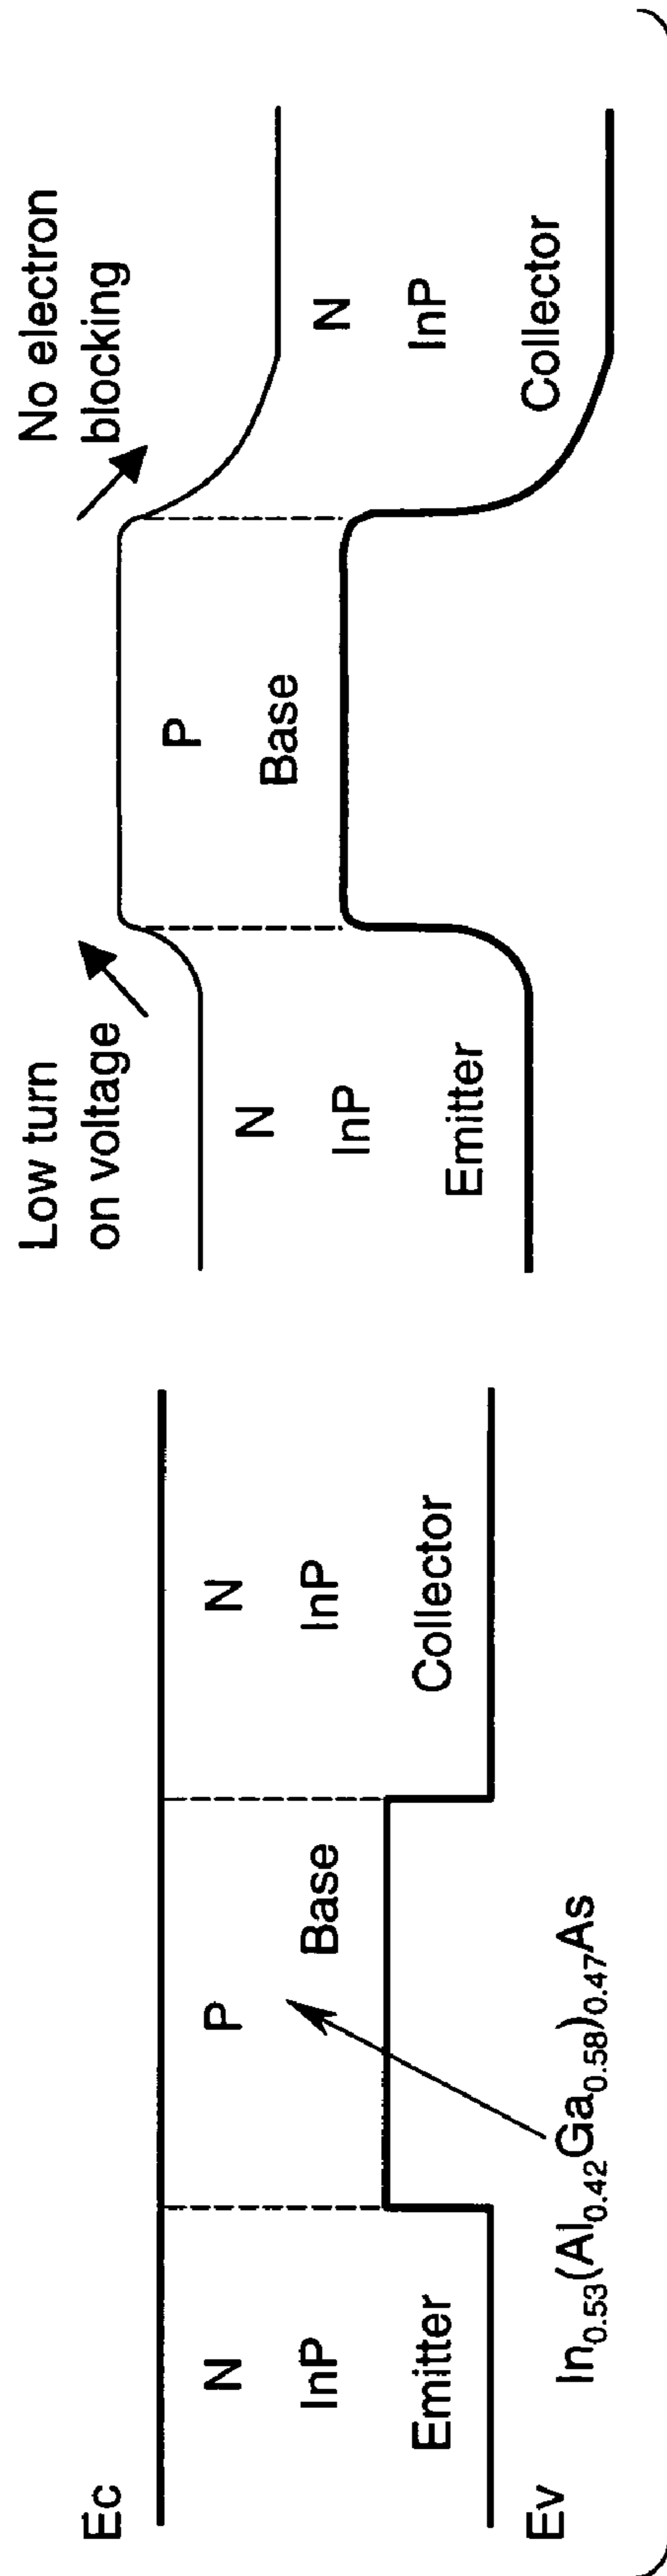 Ec
N
InP
Emitter
P
Base
N
InP
Collector
Ev
In0.53(Al0.42Ga0.58)0.47As
Low turn
on voltage
No electron
blocking
N
InP
Emitter
P
Base
N
InP
Collector